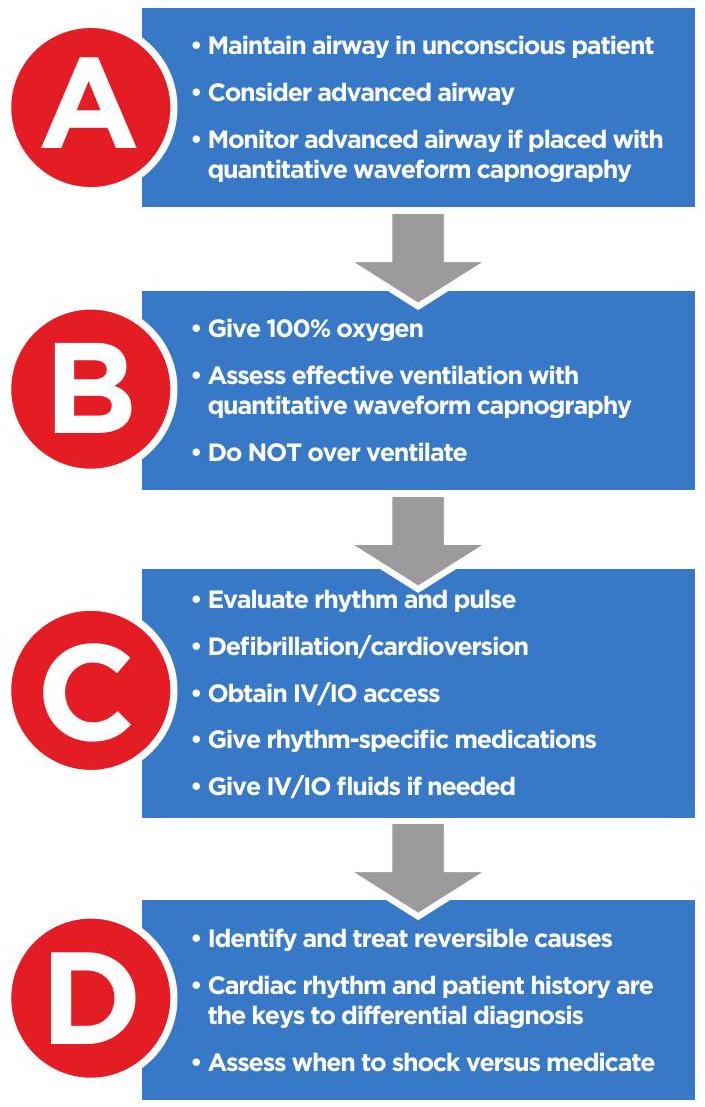 A
• Maintain airway in unconscious patient
• Consider advanced airway
• Monitor advanced airway if placed with
quantitative waveform capnography
B
• Give 100% oxygen
• Assess effective ventilation with
quantitative waveform capnography
• Do NOT over ventilate
C
• Evaluate rhythm and pulse
• Defibrillation/cardioversion
• Obtain IV/IO access
• Give rhythm-specific medications
• Give IV/IO fluids if needed
D
• Identify and treat reversible causes
• Cardiac rhythm and patient history are
the keys to differential diagnosis
• Assess when to shock versus medicate